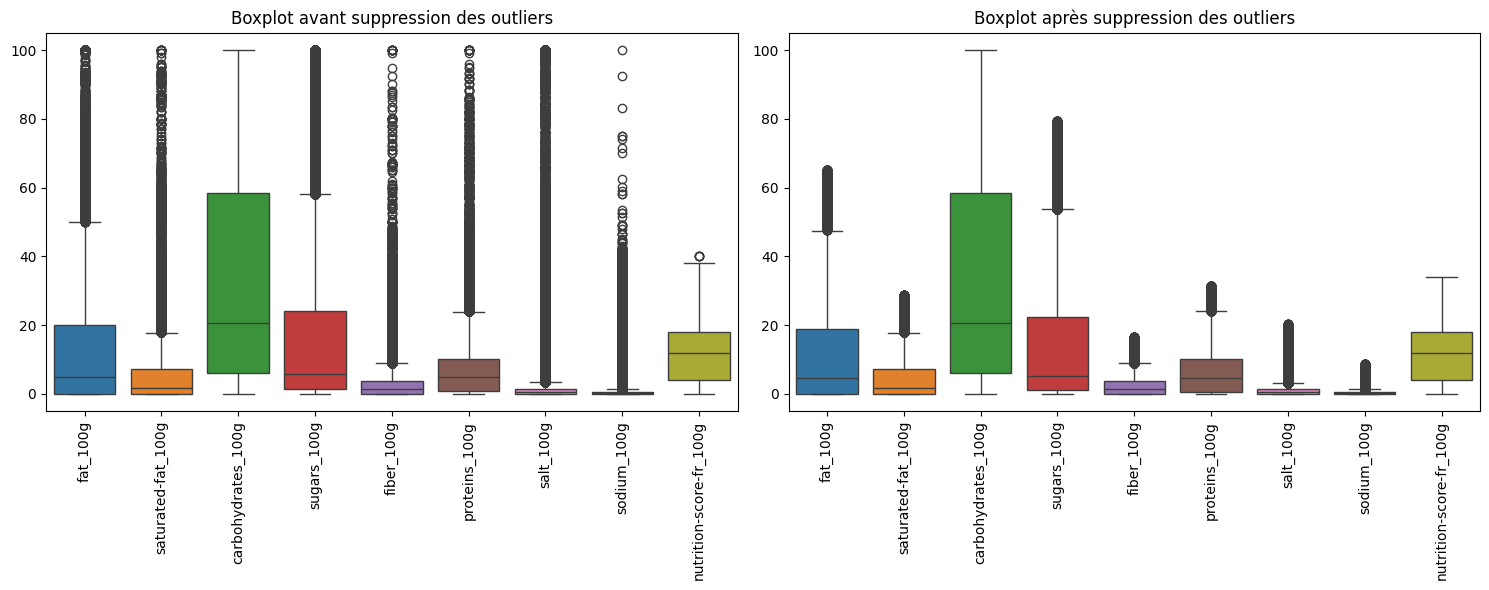 Boxplot avant suppression des outliers
100
80
60
40
20
0
fat_100g
saturated-fat_100g
carbohydrates_100g
sugars_100g
fiber_100g
proteins_100g
salt_100g
sodium_100g
nutrition-score-fr_100g
Boxplot après suppression des outliers
100
80
60
40
20
0
fat_100g
saturated-fat_100g
carbohydrates_100g
sugars_100g
fiber_100g
proteins_100g
salt_100g
sodium_100g
nutrition-score-fr_100g